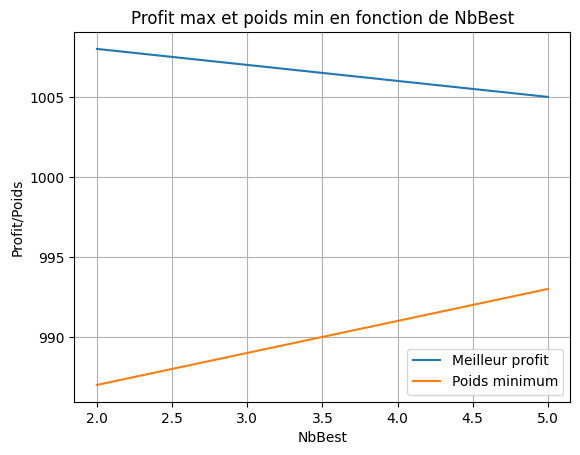 Profit max et poids min en fonction de NbBest
Profit/Poids
1005
1000
995
990
Meilleur profit
Poids minimum
2.0 2.5 3.0 3.5 4.0 4.5 5.0
NbBest